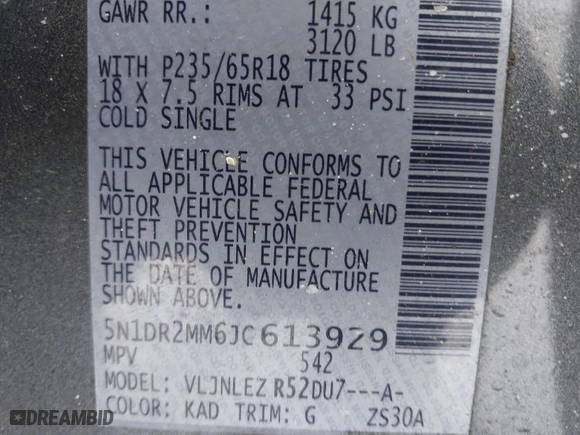 GAWR RR.: 1415 KG
3120 LB
WITH P235/65R18 TIRES
18 X 7.5 RIMS AT 33 PSI
COLD SINGLE
THIS VEHICLE CONFORMS TO
ALL APPLICABLE FEDERAL
MOTOR VEHICLE SAFETY AND
THEFT PREVENTION
STANDARDS IN EFFECT ON
THE DATE OF MANUFACTURE
SHOWN ABOVE.
5N1DR2MM6JC613929
MPV 542
MODEL: VLJNLEZ R52DU7---A-
COLOR: KAD TRIM: G ZS30A
DREAMBID